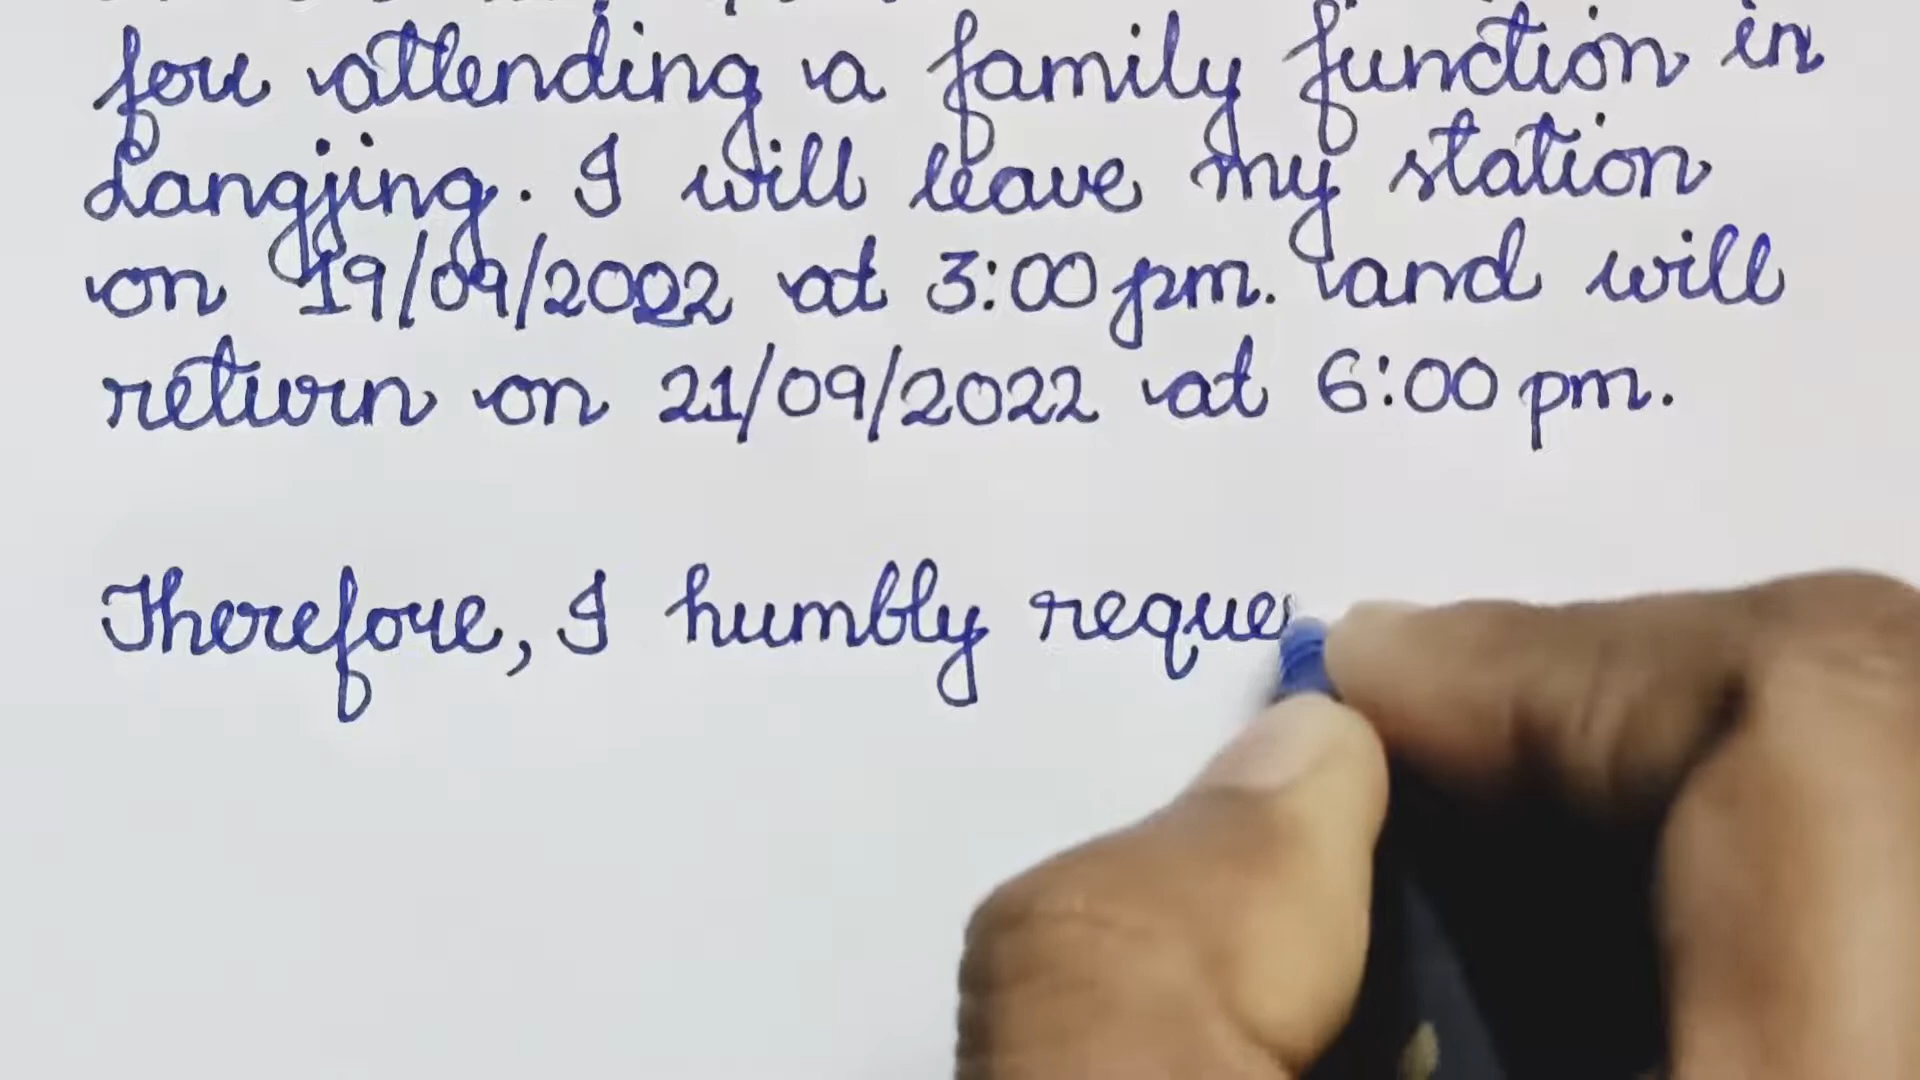 for attending a family function in
Langjing. I will leave my station
on 19/09/2022 at 3:00 pm. and will
return on 21/09/2022 at 6:00 pm.
Therefore, I humbly reque